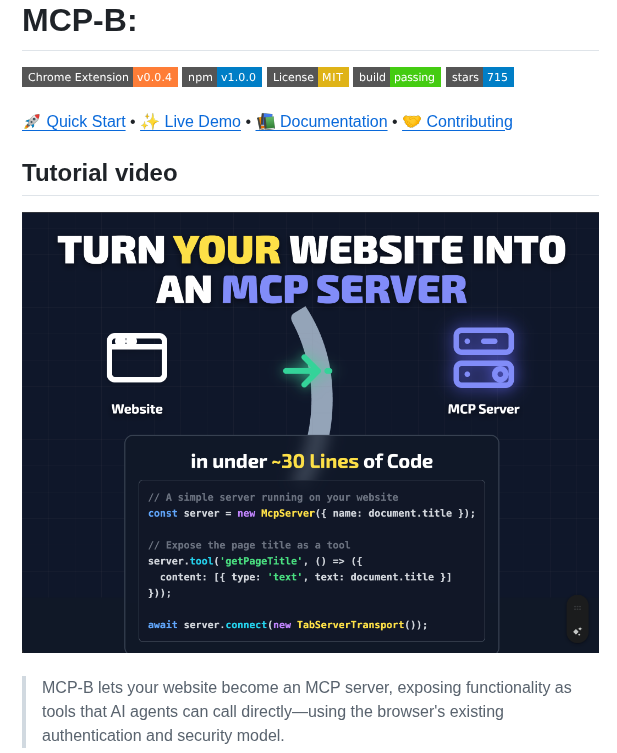 MCP-B:
Chrome Extension v0.0.4 npm v1.0.0 License MIT build passing stars 715
🚀 Quick Start • ✨ Live Demo • 📚 Documentation • 🤝 Contributing
Tutorial video
TURN YOUR WEBSITE INTO
AN MCP SERVER
Website
MCP Server
in under ~30 Lines of Code
// A simple server running on your website
const server = new McpServer({ name: document.title });
// Expose the page title as a tool
server.tool('getPageTitle', () => ({
content: [{ type: 'text', text: document.title }]
}));
await server.connect(new TabServerTransport());
MCP-B lets your website become an MCP server, exposing functionality as
tools that AI agents can call directly—using the browser's existing
authentication and security model.